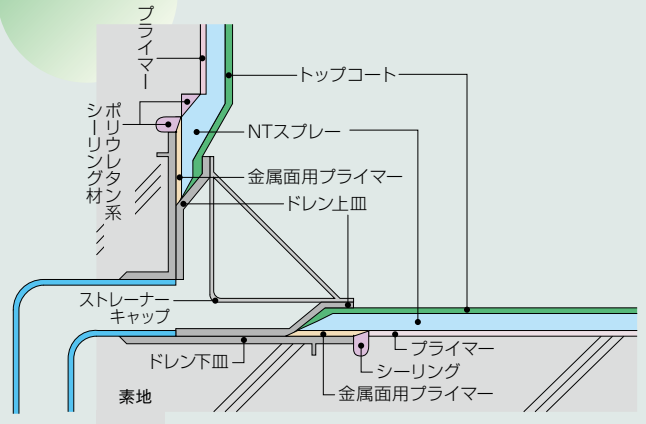 プライマー
トップコート
ポリウレタン系
シーリング材
NTスプレー
金属面用プライマー
ドレン上皿
ストレーナー
キャップ
ドレン下皿
プライマー
シーリング
金属面用プライマー
素地